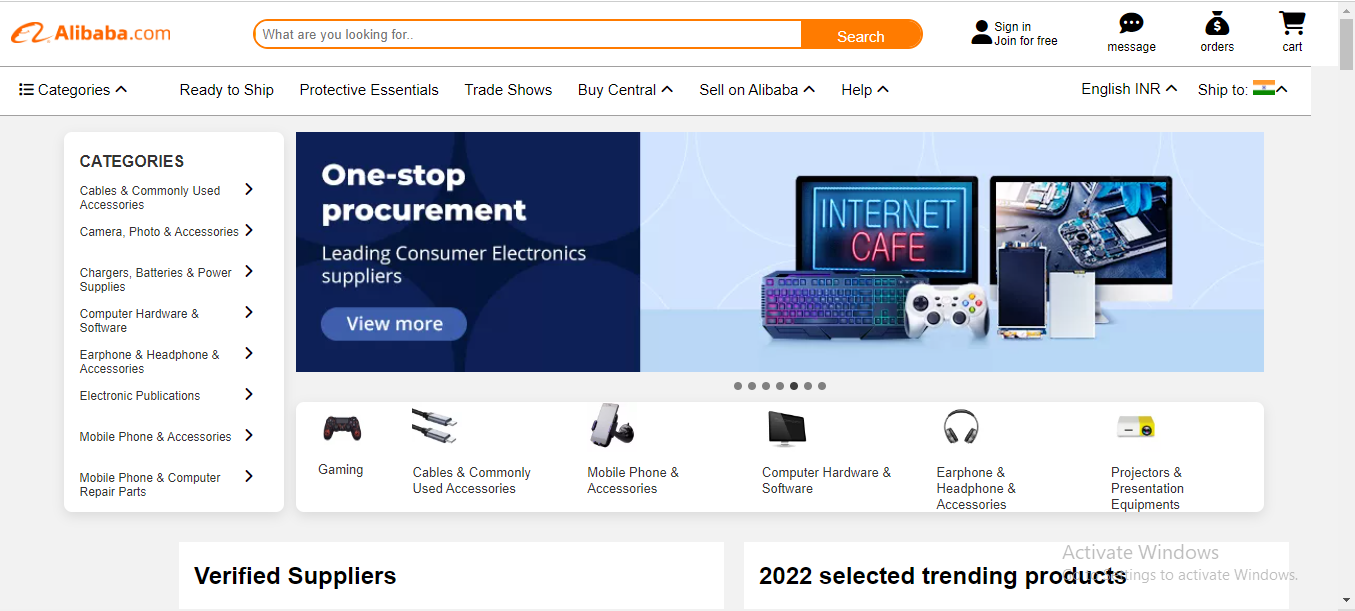 Alibaba.com
What are you looking for..
Search
Sign in
Join for free
message
orders
cart
Categories
Ready to Ship
Protective Essentials
Trade Shows
Buy Central
Sell on Alibaba
Help
English INR
Ship to:
CATEGORIES
Cables & Commonly Used
Accessories
Camera, Photo & Accessories
Chargers, Batteries & Power
Supplies
Computer Hardware &
Software
Earphone & Headphone &
Accessories
Electronic Publications
Mobile Phone & Accessories
Mobile Phone & Computer
Repair Parts
One-stop
procurement
Leading Consumer Electronics
suppliers
View more
INTERNET
CAFE
Gaming
Cables & Commonly
Used Accessories
Mobile Phone &
Accessories
Computer Hardware &
Software
Earphone &
Headphone &
Accessories
Projectors &
Presentation
Equipments
Verified Suppliers
2022 selected trending products
Activate Windows
Go to Settings to activate Windows.